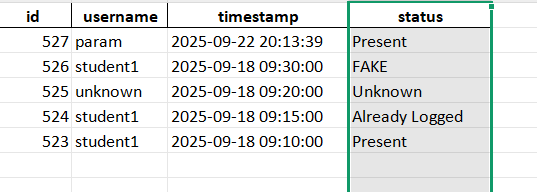 id username timestamp status
527 param 2025-09-22 20:13:39 Present
526 student1 2025-09-18 09:30:00 FAKE
525 unknown 2025-09-18 09:20:00 Unknown
524 student1 2025-09-18 09:15:00 Already Logged
523 student1 2025-09-18 09:10:00 Present